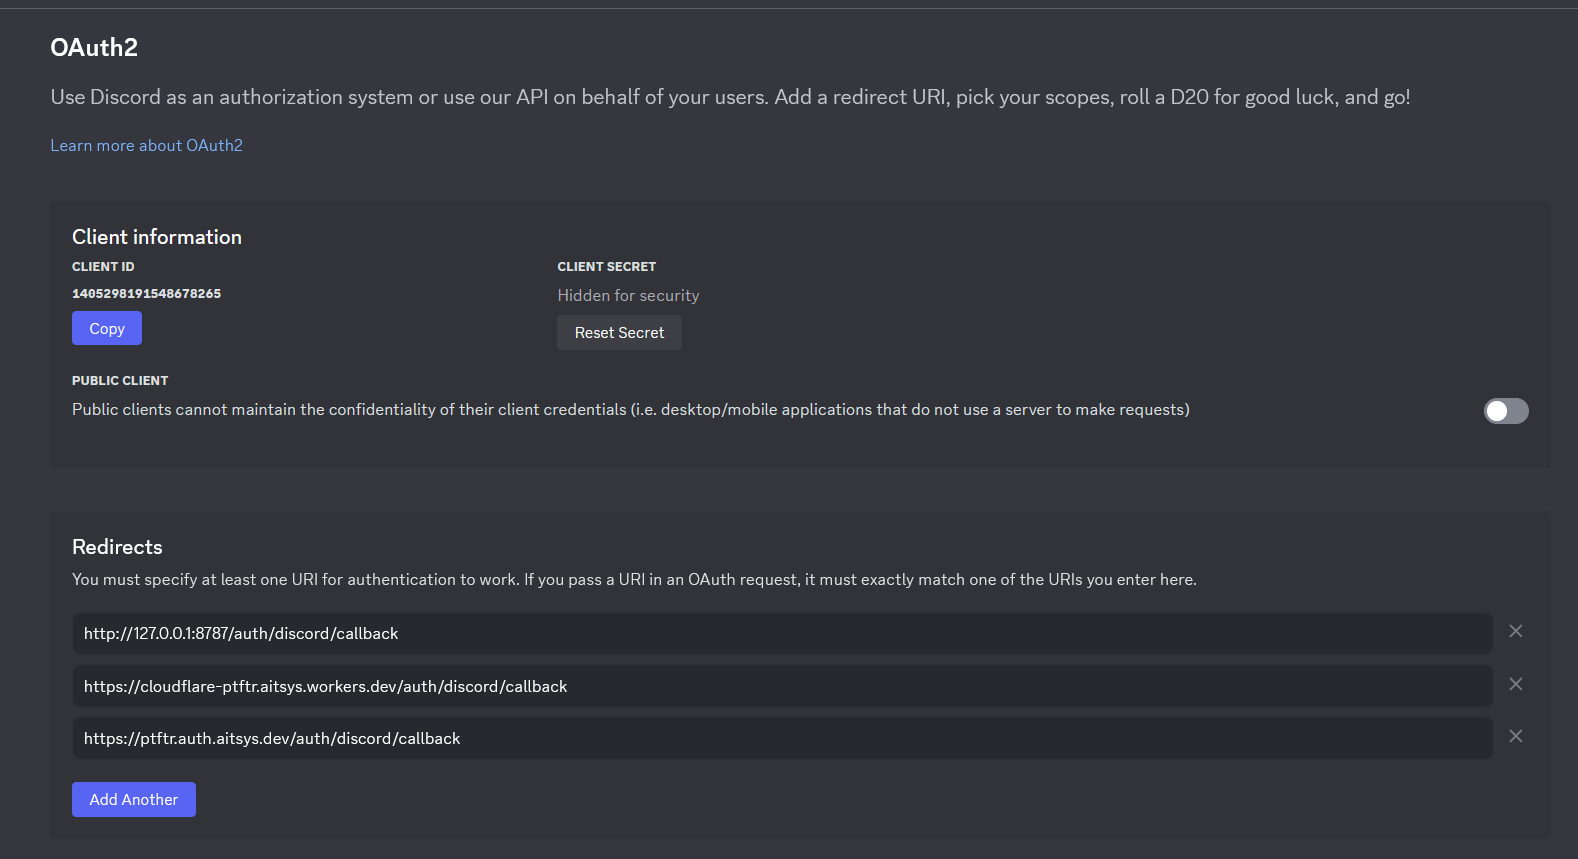 OAuth2
Use Discord as an authorization system or use our API on behalf of your users. Add a redirect URI, pick your scopes, roll a D20 for good luck, and go!
Learn more about OAuth2
Client information
CLIENT ID
1405298191548678265
Copy
CLIENT SECRET
Hidden for security
Reset Secret
PUBLIC CLIENT
Public clients cannot maintain the confidentiality of their client credentials (i.e. desktop/mobile applications that do not use a server to make requests)
Redirects
You must specify at least one URI for authentication to work. If you pass a URI in an OAuth request, it must exactly match one of the URIs you enter here.
http://127.0.0.1:8787/auth/discord/callback
https://cloudflare-ptftr.aitsys.workers.dev/auth/discord/callback
https://ptftr.auth.aitsys.dev/auth/discord/callback
Add Another